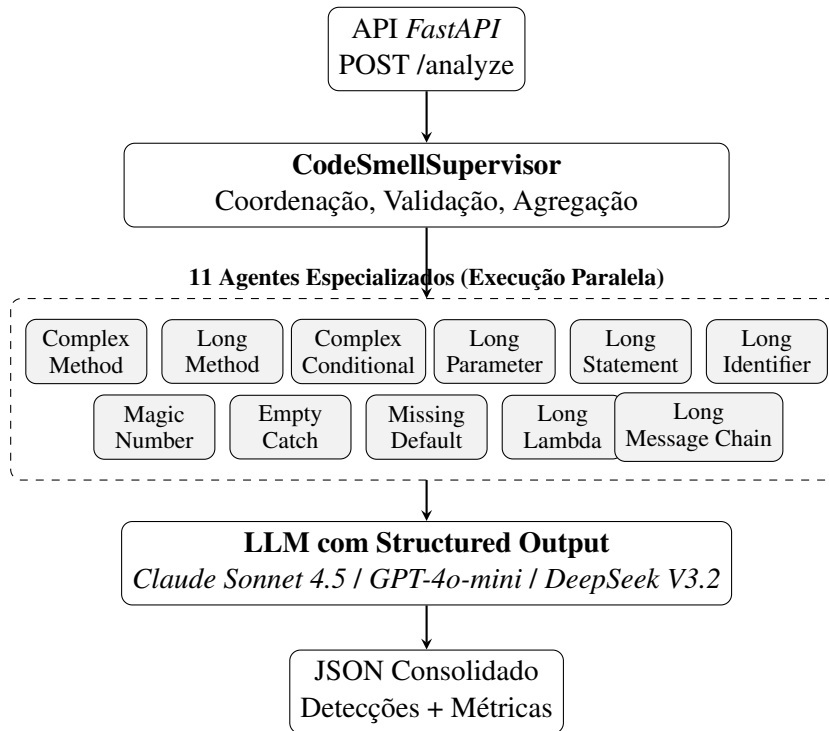 API FastAPI
POST /analyze
CodeSmellSupervisor
Coordenação, Validação, Agregação
11 Agentes Especializados (Execução Paralela)
Complex
Method
Long
Method
Complex
Conditional
Long
Parameter
Long
Statement
Long
Identifier
Magic
Number
Empty
Catch
Missing
Default
Long
Lambda
Long
Message Chain
LLM com Structured Output
Claude Sonnet 4.5 / GPT-4o-mini / DeepSeek V3.2
JSON Consolidado
Detecções + Métricas